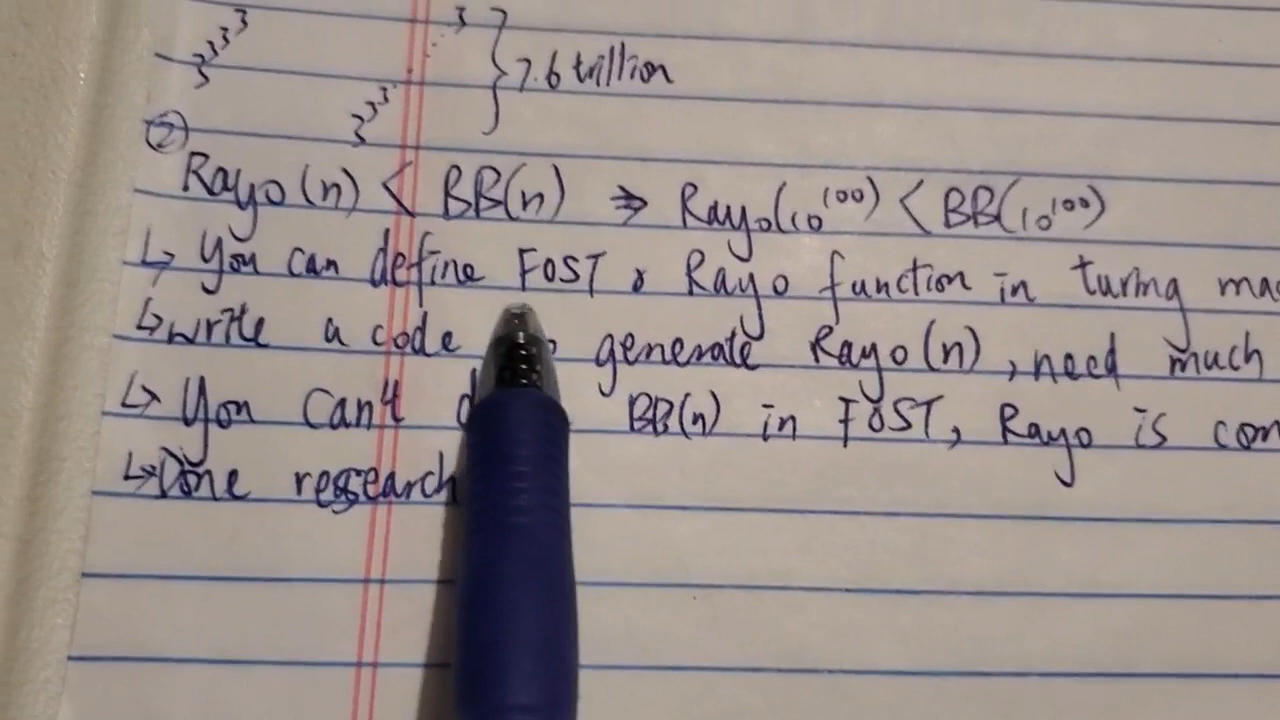 3^3^3^3 3^3^3^⋰^3 } 7.6 trillion
②
Rayo(n) < BB(n) ⇒ Rayo(10^100) < BB(10^100)
↳ You can define FOST & Rayo function in turing
↳ write a code generate Rayo(n), need much
↳ You can't BB(n) in FOST, Rayo is
↳ Done research